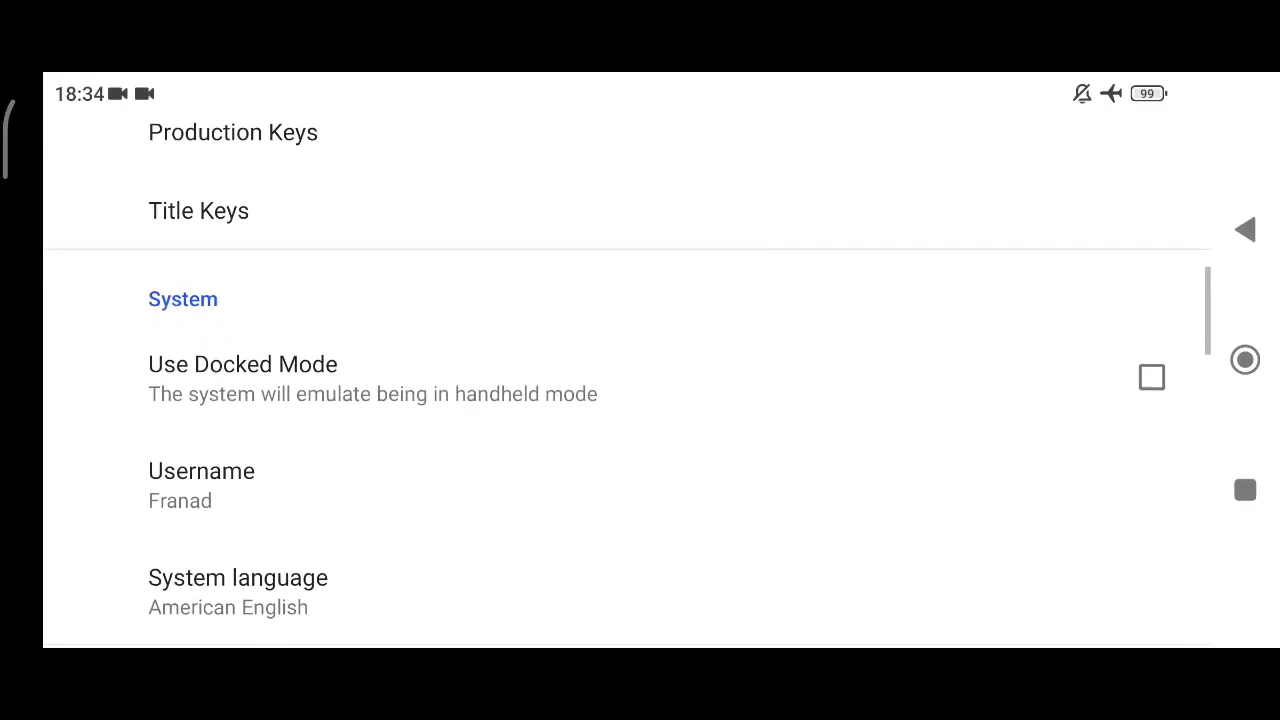 18:34
99
Production Keys
Title Keys
System
Use Docked Mode
The system will emulate being in handheld mode
Username
Franad
System language
American English